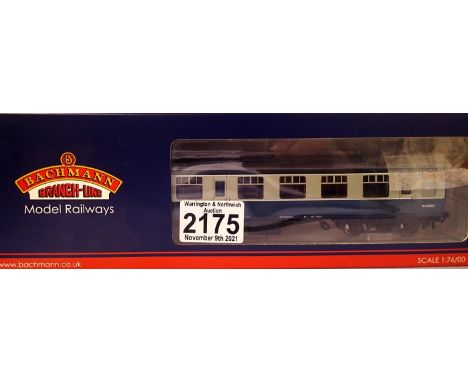 BACHMANN
BRANCH-LINE
Model Railways
Warrington & Northwich
Auction
2175
November 9th 2021
www.bachmann.co.uk
SCALE 1:76/00